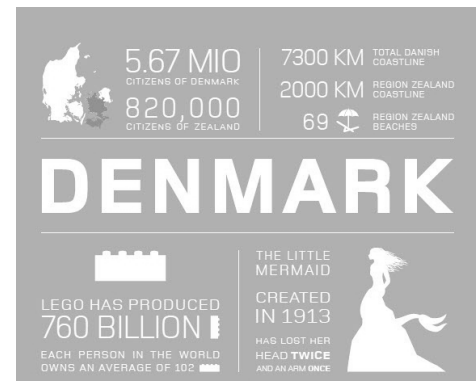 5.67 MIO
CITIZENS OF DENMARK
820,000
CITIZENS OF ZEALAND
7300 KM TOTAL DANISH COASTLINE
2000 KM REGION ZEALAND COASTLINE
69 REGION ZEALAND BEACHES
DENMARK
LEGO HAS PRODUCED
760 BILLION
EACH PERSON IN THE WORLD
OWNS AN AVERAGE OF 102
THE LITTLE
MERMAID
CREATED
IN 1913
HAS LOST HER
HEAD TWICE
AND AN ARM ONCE